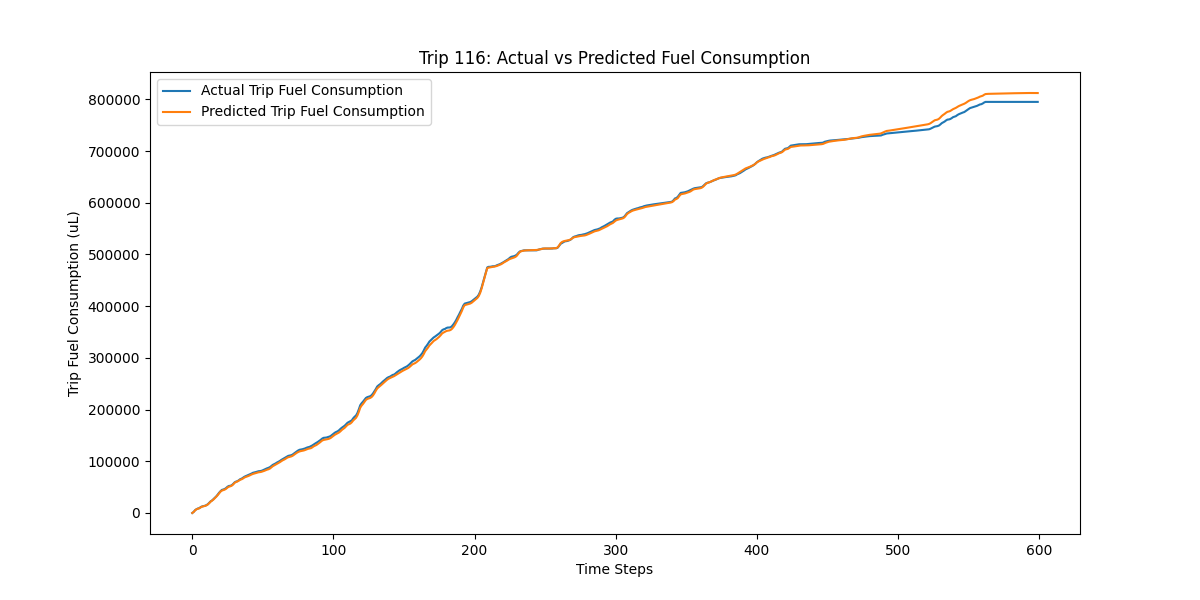 Trip 116: Actual vs Predicted Fuel Consumption
Actual Trip Fuel Consumption
Predicted Trip Fuel Consumption
Trip Fuel Consumption (uL)
800000
700000
600000
500000
400000
300000
200000
100000
0
0 100 200 300 400 500 600
Time Steps